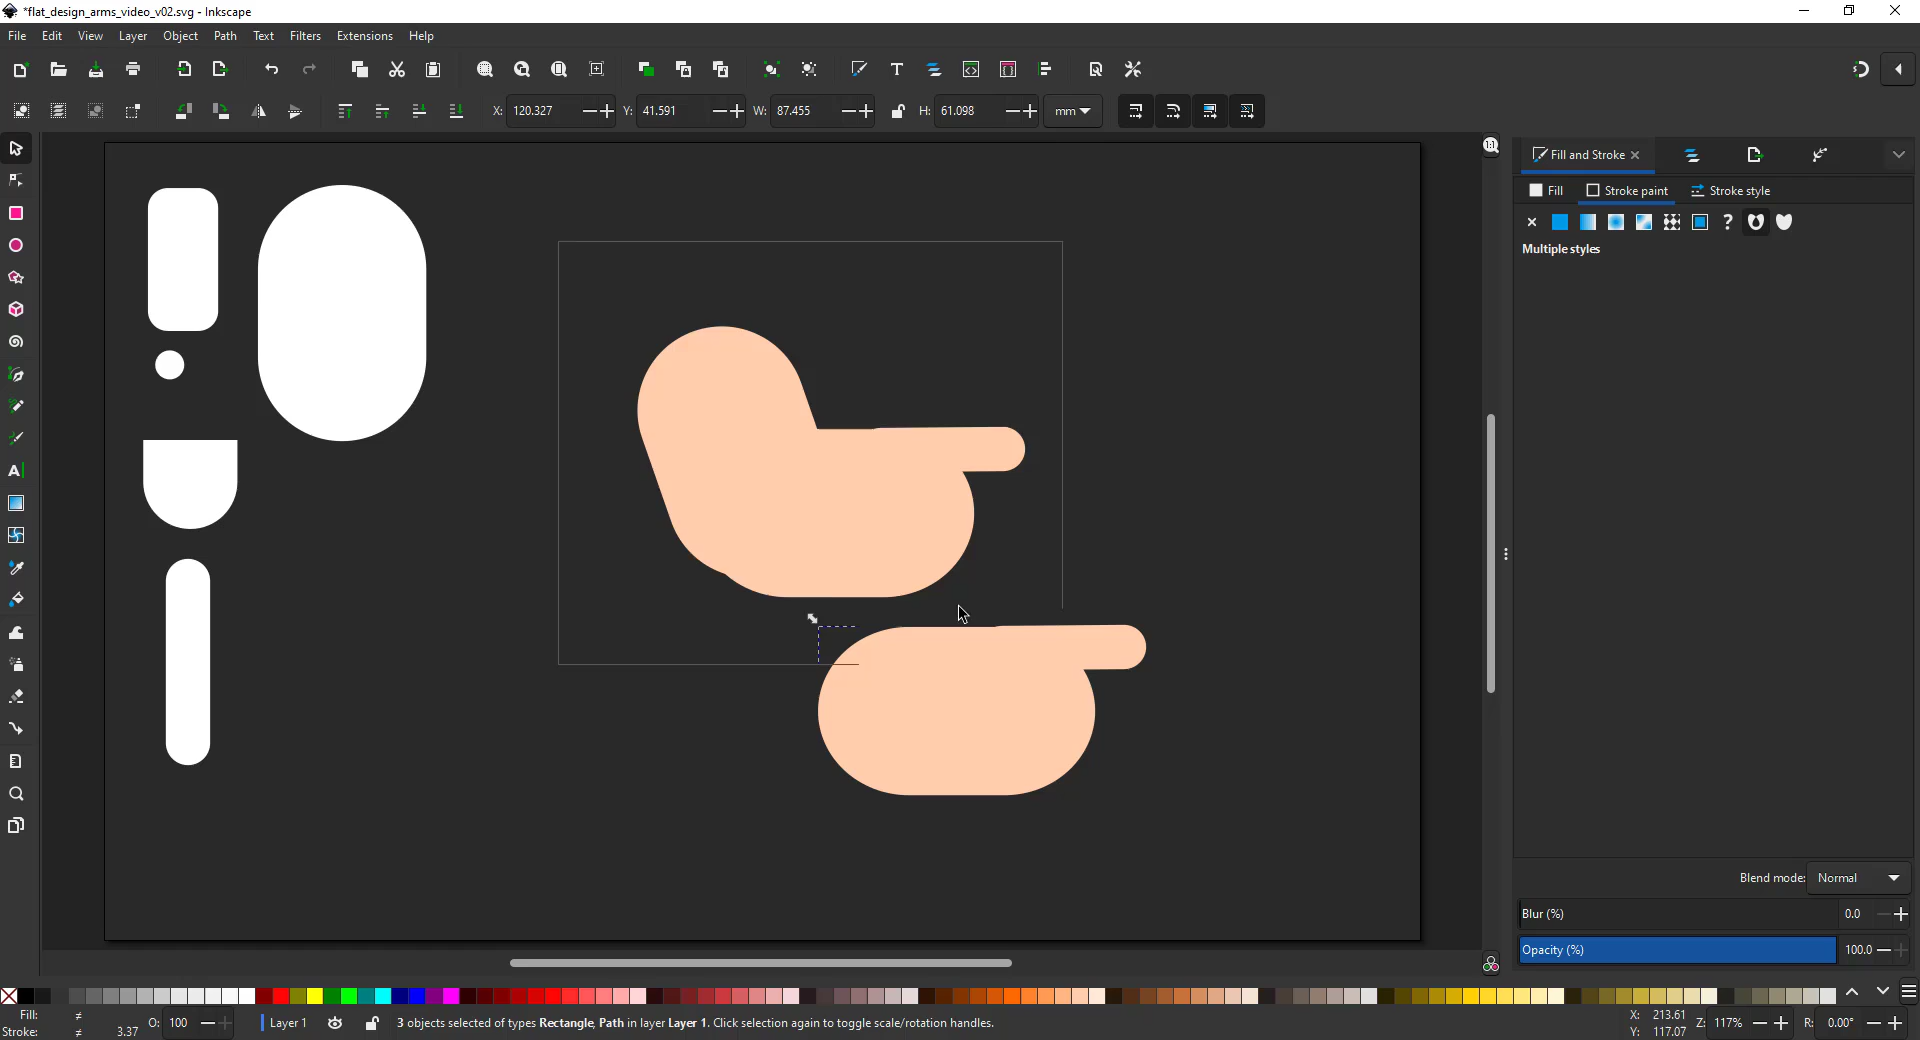 *flat_design_arms_video_v02.svg - Inkscape
File Edit View Layer Object Path Text Filters Extensions Help
X: 120.327 Y: 41.591 W: 87.455 H: 61.098 mm
1:1
Fill and Stroke
Fill Stroke paint Stroke style
Multiple styles
Blend mode: Normal
Blur (%) 0.0
Opacity (%) 100.0
Fill: ≠
Stroke: ≠ 3.37
O: 100
Layer 1
3 objects selected of types Rectangle, Path in layer Layer 1. Click selection again to toggle scale/rotation handles.
X: 213.61
Y: 117.07
Z: 117%
R: 0.00°